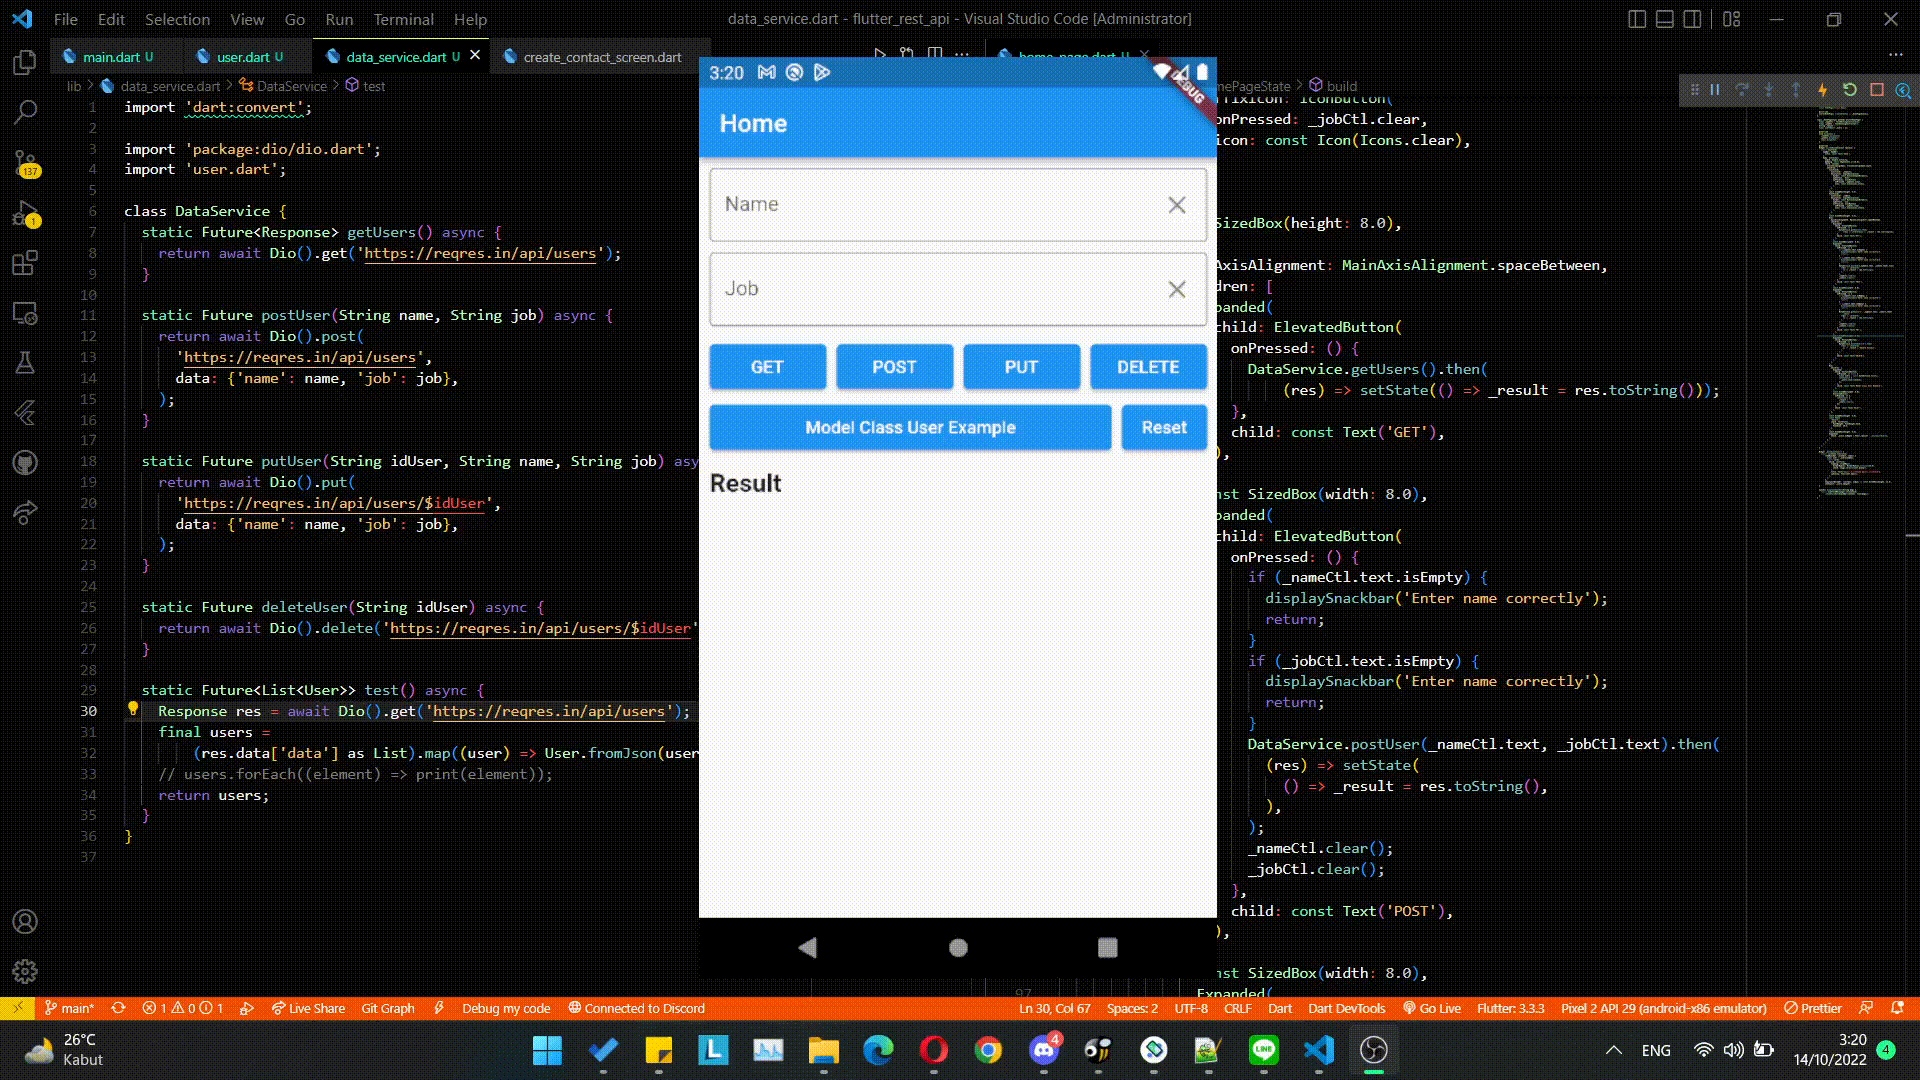 File Edit Selection View Go Run Terminal Help
data_service.dart - flutter_rest_api - Visual Studio Code [Administrator]
main.dart U
user.dart U
data_service.dart U
create_contact_screen.dart
home_page.dart U
lib > data_service.dart > DataService > test
mePageState > build
137
1
1 import 'dart:convert';
2
3 import 'package:dio/dio.dart';
4 import 'user.dart';
5
6 class DataService {
7 static Future<Response> getUsers() async {
8 return await Dio().get('https://reqres.in/api/users');
9 }
10
11 static Future postUser(String name, String job) async {
12 return await Dio().post(
13 'https://reqres.in/api/users',
14 data: {'name': name, 'job': job},
15 );
16 }
17
18 static Future putUser(String idUser, String name, String job) asy
19 return await Dio().put(
20 'https://reqres.in/api/users/$idUser',
21 data: {'name': name, 'job': job},
22 );
23 }
24
25 static Future deleteUser(String idUser) async {
26 return await Dio().delete('https://reqres.in/api/users/$idUser'
27 }
28
29 static Future<List<User>> test() async {
30 Response res = await Dio().get('https://reqres.in/api/users');
31 final users =
32 (res.data['data'] as List).map((user) => User.fromJson(user
33 // users.forEach((element) => print(element));
34 return users;
35 }
36 }
37
3:20
DEBUG
Home
Name
Job
GET POST PUT DELETE
Model Class User Example Reset
Result
ffixIcon: IconButton(
onPressed: _jobCtl.clear,
icon: const Icon(Icons.clear),
SizedBox(height: 8.0),
AxisAlignment: MainAxisAlignment.spaceBetween,
dren: [
panded(
child: ElevatedButton(
onPressed: () {
DataService.getUsers().then(
(res) => setState(() => _result = res.toString()));
},
child: const Text('GET'),
),
nst SizedBox(width: 8.0),
panded(
child: ElevatedButton(
onPressed: () {
if (_nameCtl.text.isEmpty) {
displaySnackbar('Enter name correctly');
return;
}
if (_jobCtl.text.isEmpty) {
displaySnackbar('Enter name correctly');
return;
}
DataService.postUser(_nameCtl.text, _jobCtl.text).then(
(res) => setState(
() => _result = res.toString(),
),
);
_nameCtl.clear();
_jobCtl.clear();
},
child: const Text('POST'),
),
nst SizedBox(width: 8.0),
97 Expanded(
main* 1 0 1 Live Share Git Graph Debug my code Connected to Discord
Ln 30, Col 67 Spaces: 2 UTF-8 CRLF Dart Dart DevTools Go Live Flutter: 3.3.3 Pixel 2 API 29 (android-x86 emulator) Prettier
26°C
Kabut
L
4
LINE
ENG
3:20
14/10/2022
4